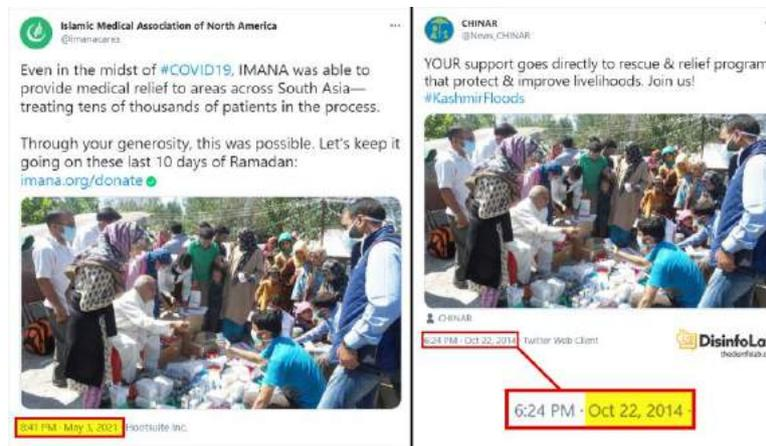 Islamic Medical Association of North America
@imanacares
Even in the midst of #COVID19, IMANA was able to
provide medical relief to areas across South Asia—
treating tens of thousands of patients in the process.
Through your generosity, this was possible. Let's keep it
going on these last 10 days of Ramadan:
imana.org/donate
8:41 PM · May 3, 2021 · Hootsuite Inc.
CHINAR
@News_CHINAR
YOUR support goes directly to rescue & relief program
that protect & improve livelihoods. Join us!
#KashmirFloods
CHINAR
6:24 PM · Oct 22, 2014 · Twitter Web Client
DisinfoLa
6:24 PM · Oct 22, 2014 ·